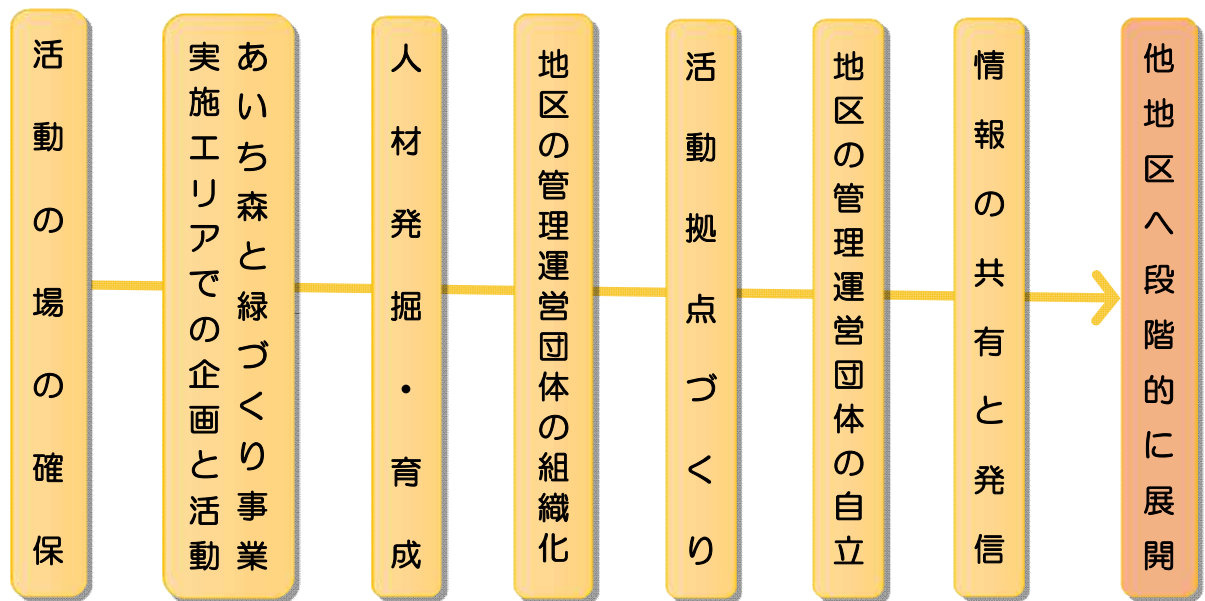 活動の場の確保
あいち森と緑づくり事業
実施エリアでの企画と活動
人材発掘・育成
地区の管理運営団体の組織化
活動拠点づくり
地区の管理運営団体の自立
情報の共有と発信
他地区へ段階的に展開